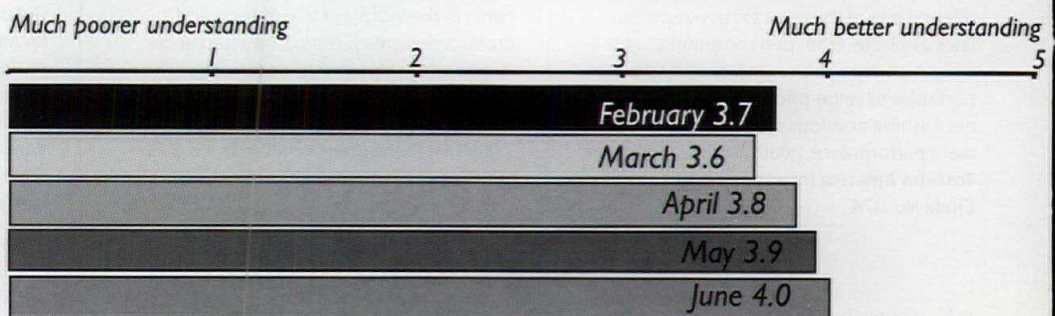 Much poorer understanding Much better understanding
1 2 3 4 5
February 3.7
March 3.6
April 3.8
May 3.9
June 4.0